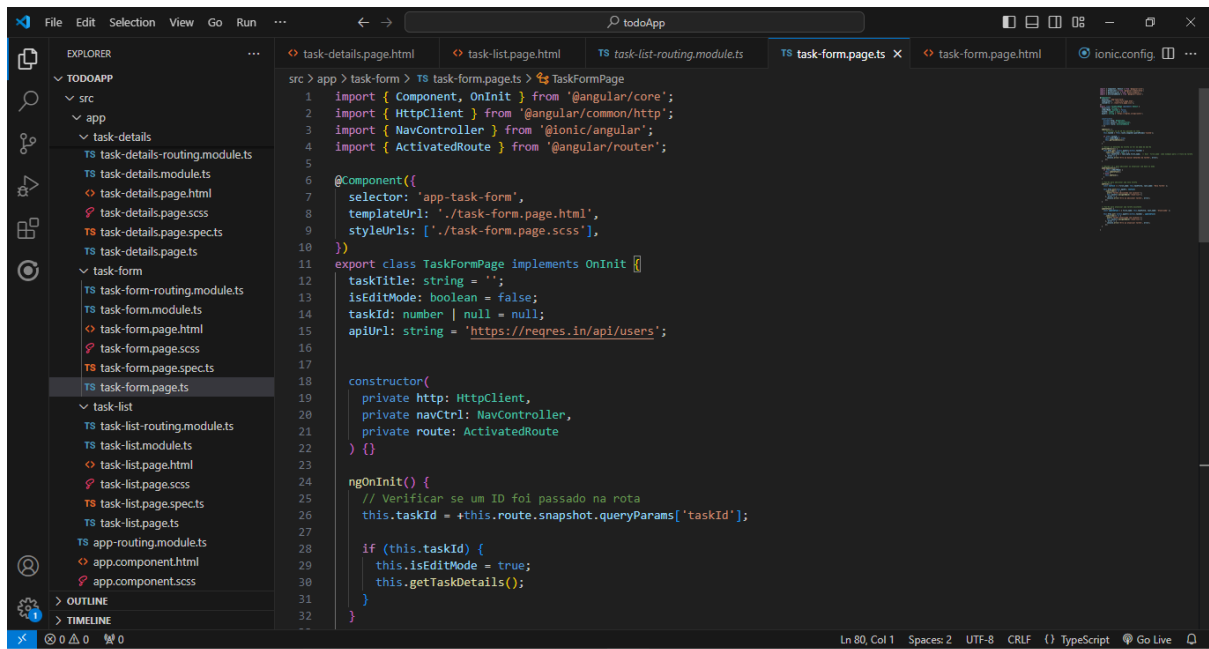 File Edit Selection View Go Run ··· ← → todoApp
EXPLORER ···
TODOAPP
src
app
task-details
TS task-details-routing.module.ts
TS task-details.module.ts
<> task-details.page.html
task-details.page.scss
TS task-details.page.spec.ts
TS task-details.page.ts
task-form
TS task-form-routing.module.ts
TS task-form.module.ts
<> task-form.page.html
task-form.page.scss
TS task-form.page.spec.ts
TS task-form.page.ts
task-list
TS task-list-routing.module.ts
TS task-list.module.ts
<> task-list.page.html
task-list.page.scss
TS task-list.page.spec.ts
TS task-list.page.ts
TS app-routing.module.ts
<> app.component.html
app.component.scss
OUTLINE
TIMELINE
1
<> task-details.page.html <> task-list.page.html TS task-list-routing.module.ts TS task-form.page.ts <> task-form.page.html ionic.config. ···
src > app > task-form > TS task-form.page.ts > TaskFormPage
1 import { Component, OnInit } from '@angular/core';
2 import { HttpClient } from '@angular/common/http';
3 import { NavController } from '@ionic/angular';
4 import { ActivatedRoute } from '@angular/router';
5
6 @Component({
7 selector: 'app-task-form',
8 templateUrl: './task-form.page.html',
9 styleUrls: ['./task-form.page.scss'],
10 })
11 export class TaskFormPage implements OnInit {
12 taskTitle: string = '';
13 isEditMode: boolean = false;
14 taskId: number | null = null;
15 apiUrl: string = 'https://reqres.in/api/users';
16
17
18 constructor(
19 private http: HttpClient,
20 private navCtrl: NavController,
21 private route: ActivatedRoute
22 ) {}
23
24 ngOnInit() {
25 // Verificar se um ID foi passado na rota
26 this.taskId = +this.route.snapshot.queryParams['taskId'];
27
28 if (this.taskId) {
29 this.isEditMode = true;
30 this.getTaskDetails();
31 }
32 }
0 0 0 Ln 80, Col 1 Spaces: 2 UTF-8 CRLF {} TypeScript Go Live